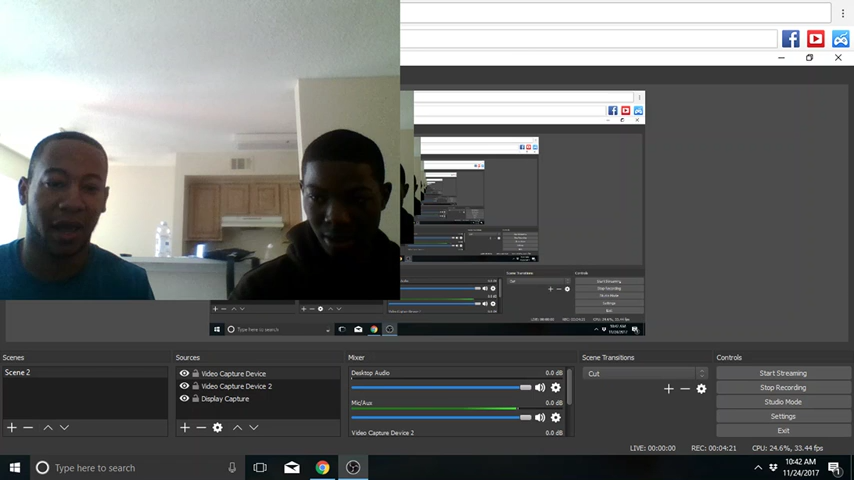 Scenes
Sources
Mixer
Scene Transitions
Controls
Scene 2
Video Capture Device
Video Capture Device 2
Display Capture
Desktop Audio
0.0 dB
Mic/Aux
0.0 dB
Video Capture Device 2
0.0 dB
Cut
Start Streaming
Stop Recording
Studio Mode
Settings
Exit
LIVE: 00:00:00
REC: 00:04:21
CPU: 24.6%, 33.44 fps
Type here to search
10:42 AM
11/24/2017